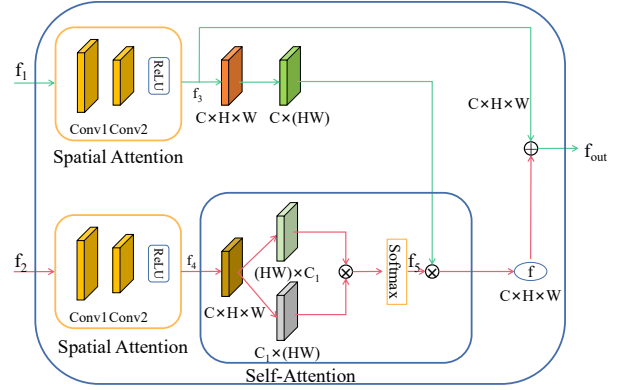 f1
Conv1 Conv2
ReLU
Spatial Attention
f3
C×H×W
C×(HW)
C×H×W
fout
f2
Conv1 Conv2
ReLU
Spatial Attention
f4
C×H×W
(HW)×C1
C1×(HW)
Softmax
f5
f
C×H×W
Self-Attention